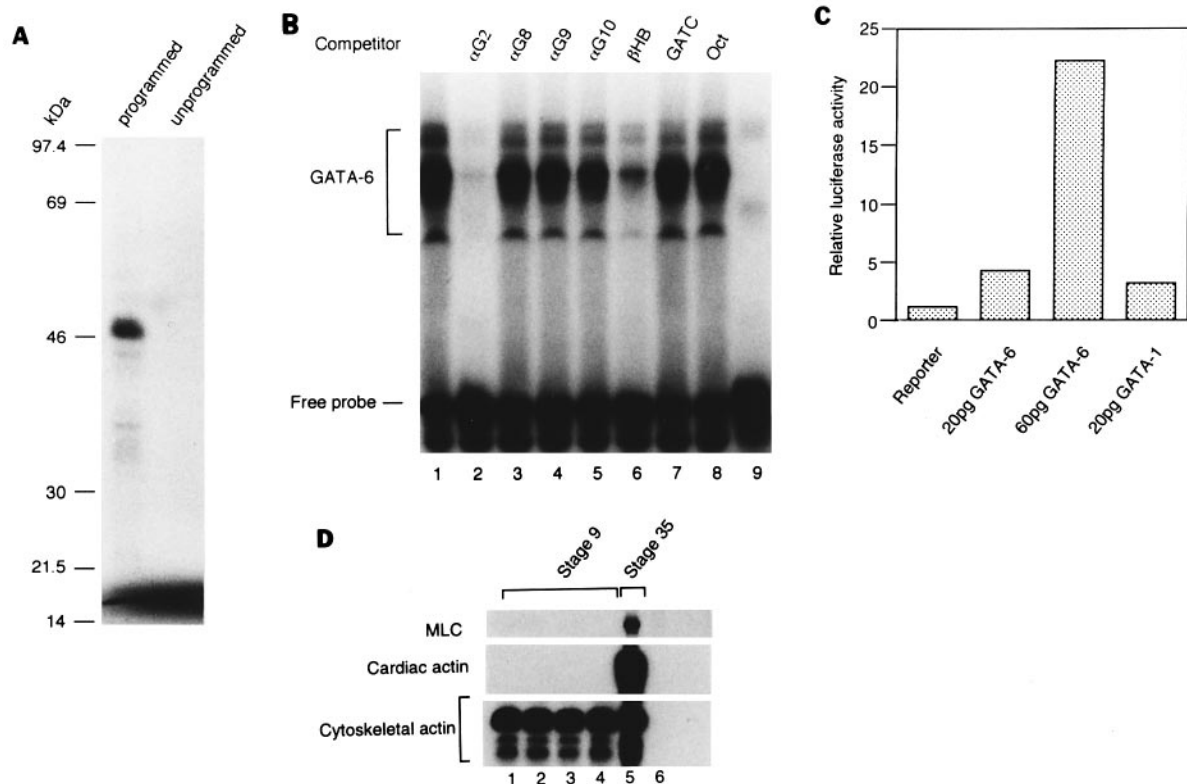 A
kDa
programmed
unprogrammed
97.4
69
46
30
21.5
14
B
Competitor
αG2
αG8
αG9
αG10
βHB
GATC
Oct
GATA-6
Free probe
1 2 3 4 5 6 7 8 9
C
Relative luciferase activity
25
20
15
10
5
0
Reporter
20pg GATA-6
60pg GATA-6
20pg GATA-1
D
Stage 9
Stage 35
MLC
Cardiac actin
Cytoskeletal actin
1 2 3 4 5 6